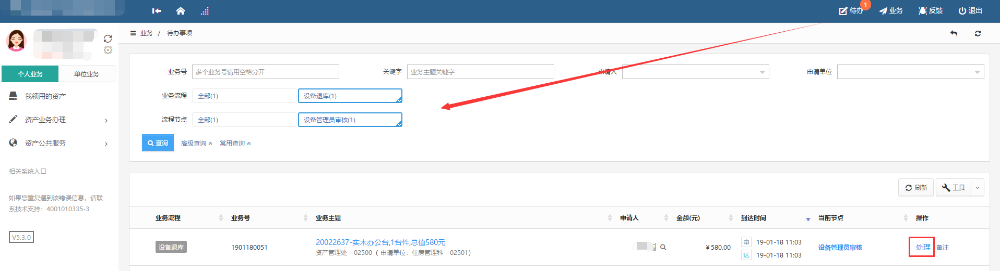 待办 1 业务 反馈 退出
业务 / 待办事项
个人业务 单位业务
我领用的资产
资产业务办理
资产公共服务
相关系统入口
如果您重复遇到该错误信息，请联
系技术支持：4001010335-3
V5.3.0
业务号 多个业务号请用空格分开 关键字 业务主题关键字 申请人 申请单位
业务流程 全部(1) 设备退库(1)
流程节点 全部(1) 设备管理员审核(1)
查询 高级查询 常用查询
刷新 工具
业务流程 业务号 业务主题 申请人 金额(元) 到达时间 当前节点 操作
设备退库 1901180051 20022637-实木办公台,1台件,总值580元 ¥580.00 申 19-01-18 11:03 设备管理员审核 处理 备注
资产管理处 - 02500（申请单位：住房管理科 - 02501） 达 19-01-18 11:03